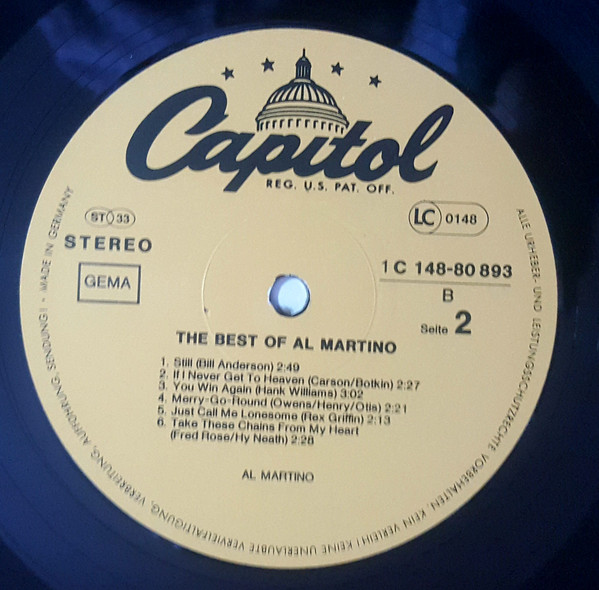 Capitol
REG. U.S. PAT. OFF.
ST 33
STEREO
GEMA
LC 0148
1 C 148-80 893
B
Seite 2
THE BEST OF AL MARTINO
1. Still (Bill Anderson) 2:49
2. If I Never Get To Heaven (Carson/Botkin) 2:27
3. You Win Again (Hank Williams) 3:02
4. Merry-Go-Round (Owens/Henry/Otis) 2:21
5. Just Call Me Lonesome (Rex Griffin) 2:13
6. Take These Chains From My Heart
(Fred Rose/Hy Neath) 2:28
AL MARTINO
ALLE URHEBER- UND LEISTUNGSSCHUTZRECHTE VORBEHALTEN. KEIN VERLEIH! KEINE UNERLAUBTE VERVIELFÄLTIGUNG, VERBREITUNG, AUFFÜHRUNG, SENDUNG! · MADE IN GERMANY